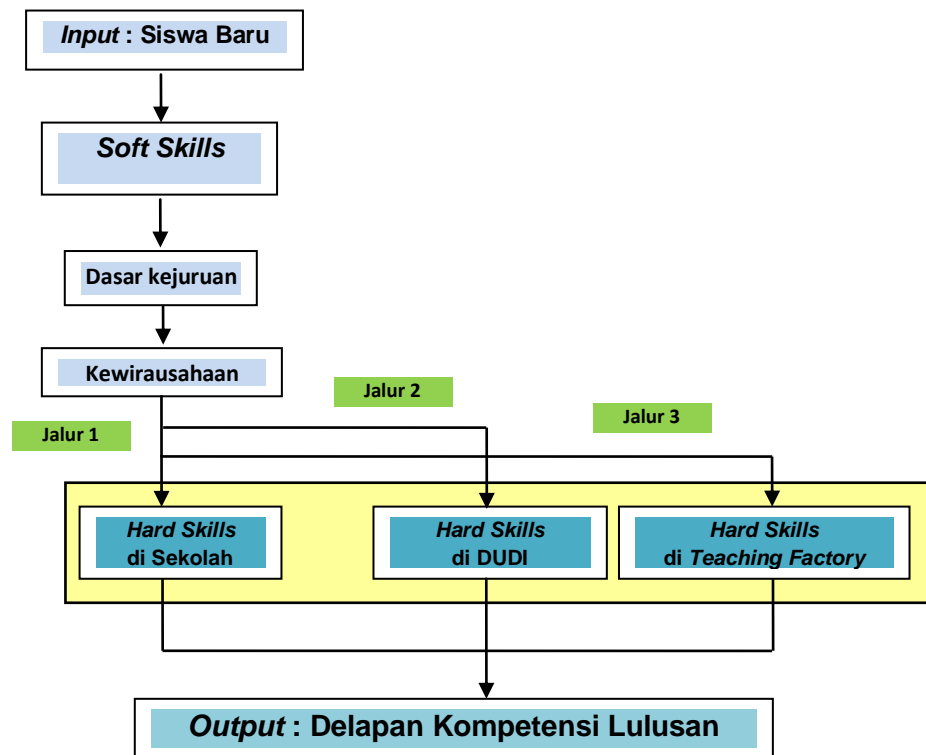 Input : Siswa Baru
Soft Skills
Dasar kejuruan
Kewirausahaan
Jalur 2
Jalur 3
Jalur 1
Hard Skills
di Sekolah
Hard Skills
di DUDI
Hard Skills
di Teaching Factory
Output : Delapan Kompetensi Lulusan